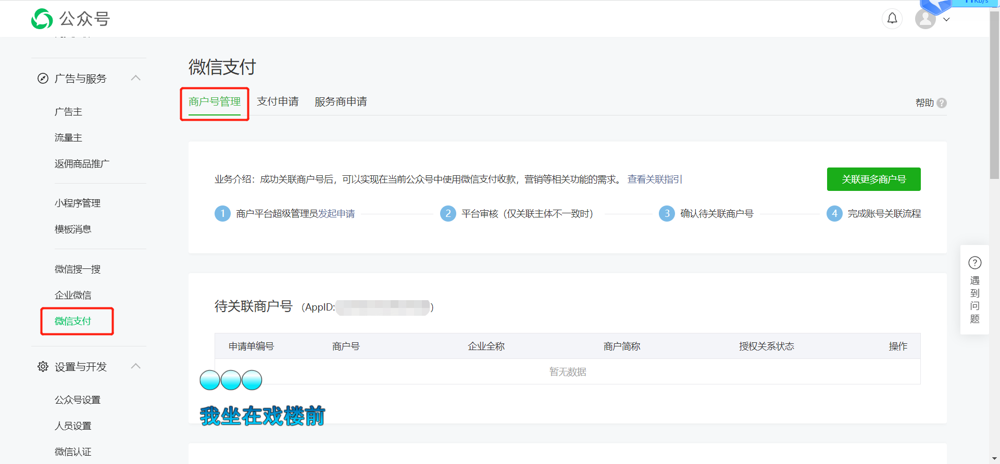 公众号
广告与服务
广告主
流量主
返佣商品推广
小程序管理
模板消息
微信搜一搜
企业微信
微信支付
设置与开发
公众号设置
人员设置
微信认证
微信支付
商户号管理 支付申请 服务商申请
帮助 ?
业务介绍：成功关联商户号后，可以实现在当前公众号中使用微信支付收款，营销等相关功能的需求。 查看关联指引
关联更多商户号
1 商户平台超级管理员发起申请
2 平台审核（仅关联主体不一致时）
3 确认待关联商户号
4 完成账号关联流程
待关联商户号 （AppID: ）
申请单编号 商户号 企业全称 商户简称 授权关系状态 操作
暂无数据
我坐在戏楼前
?
遇
到
问
题